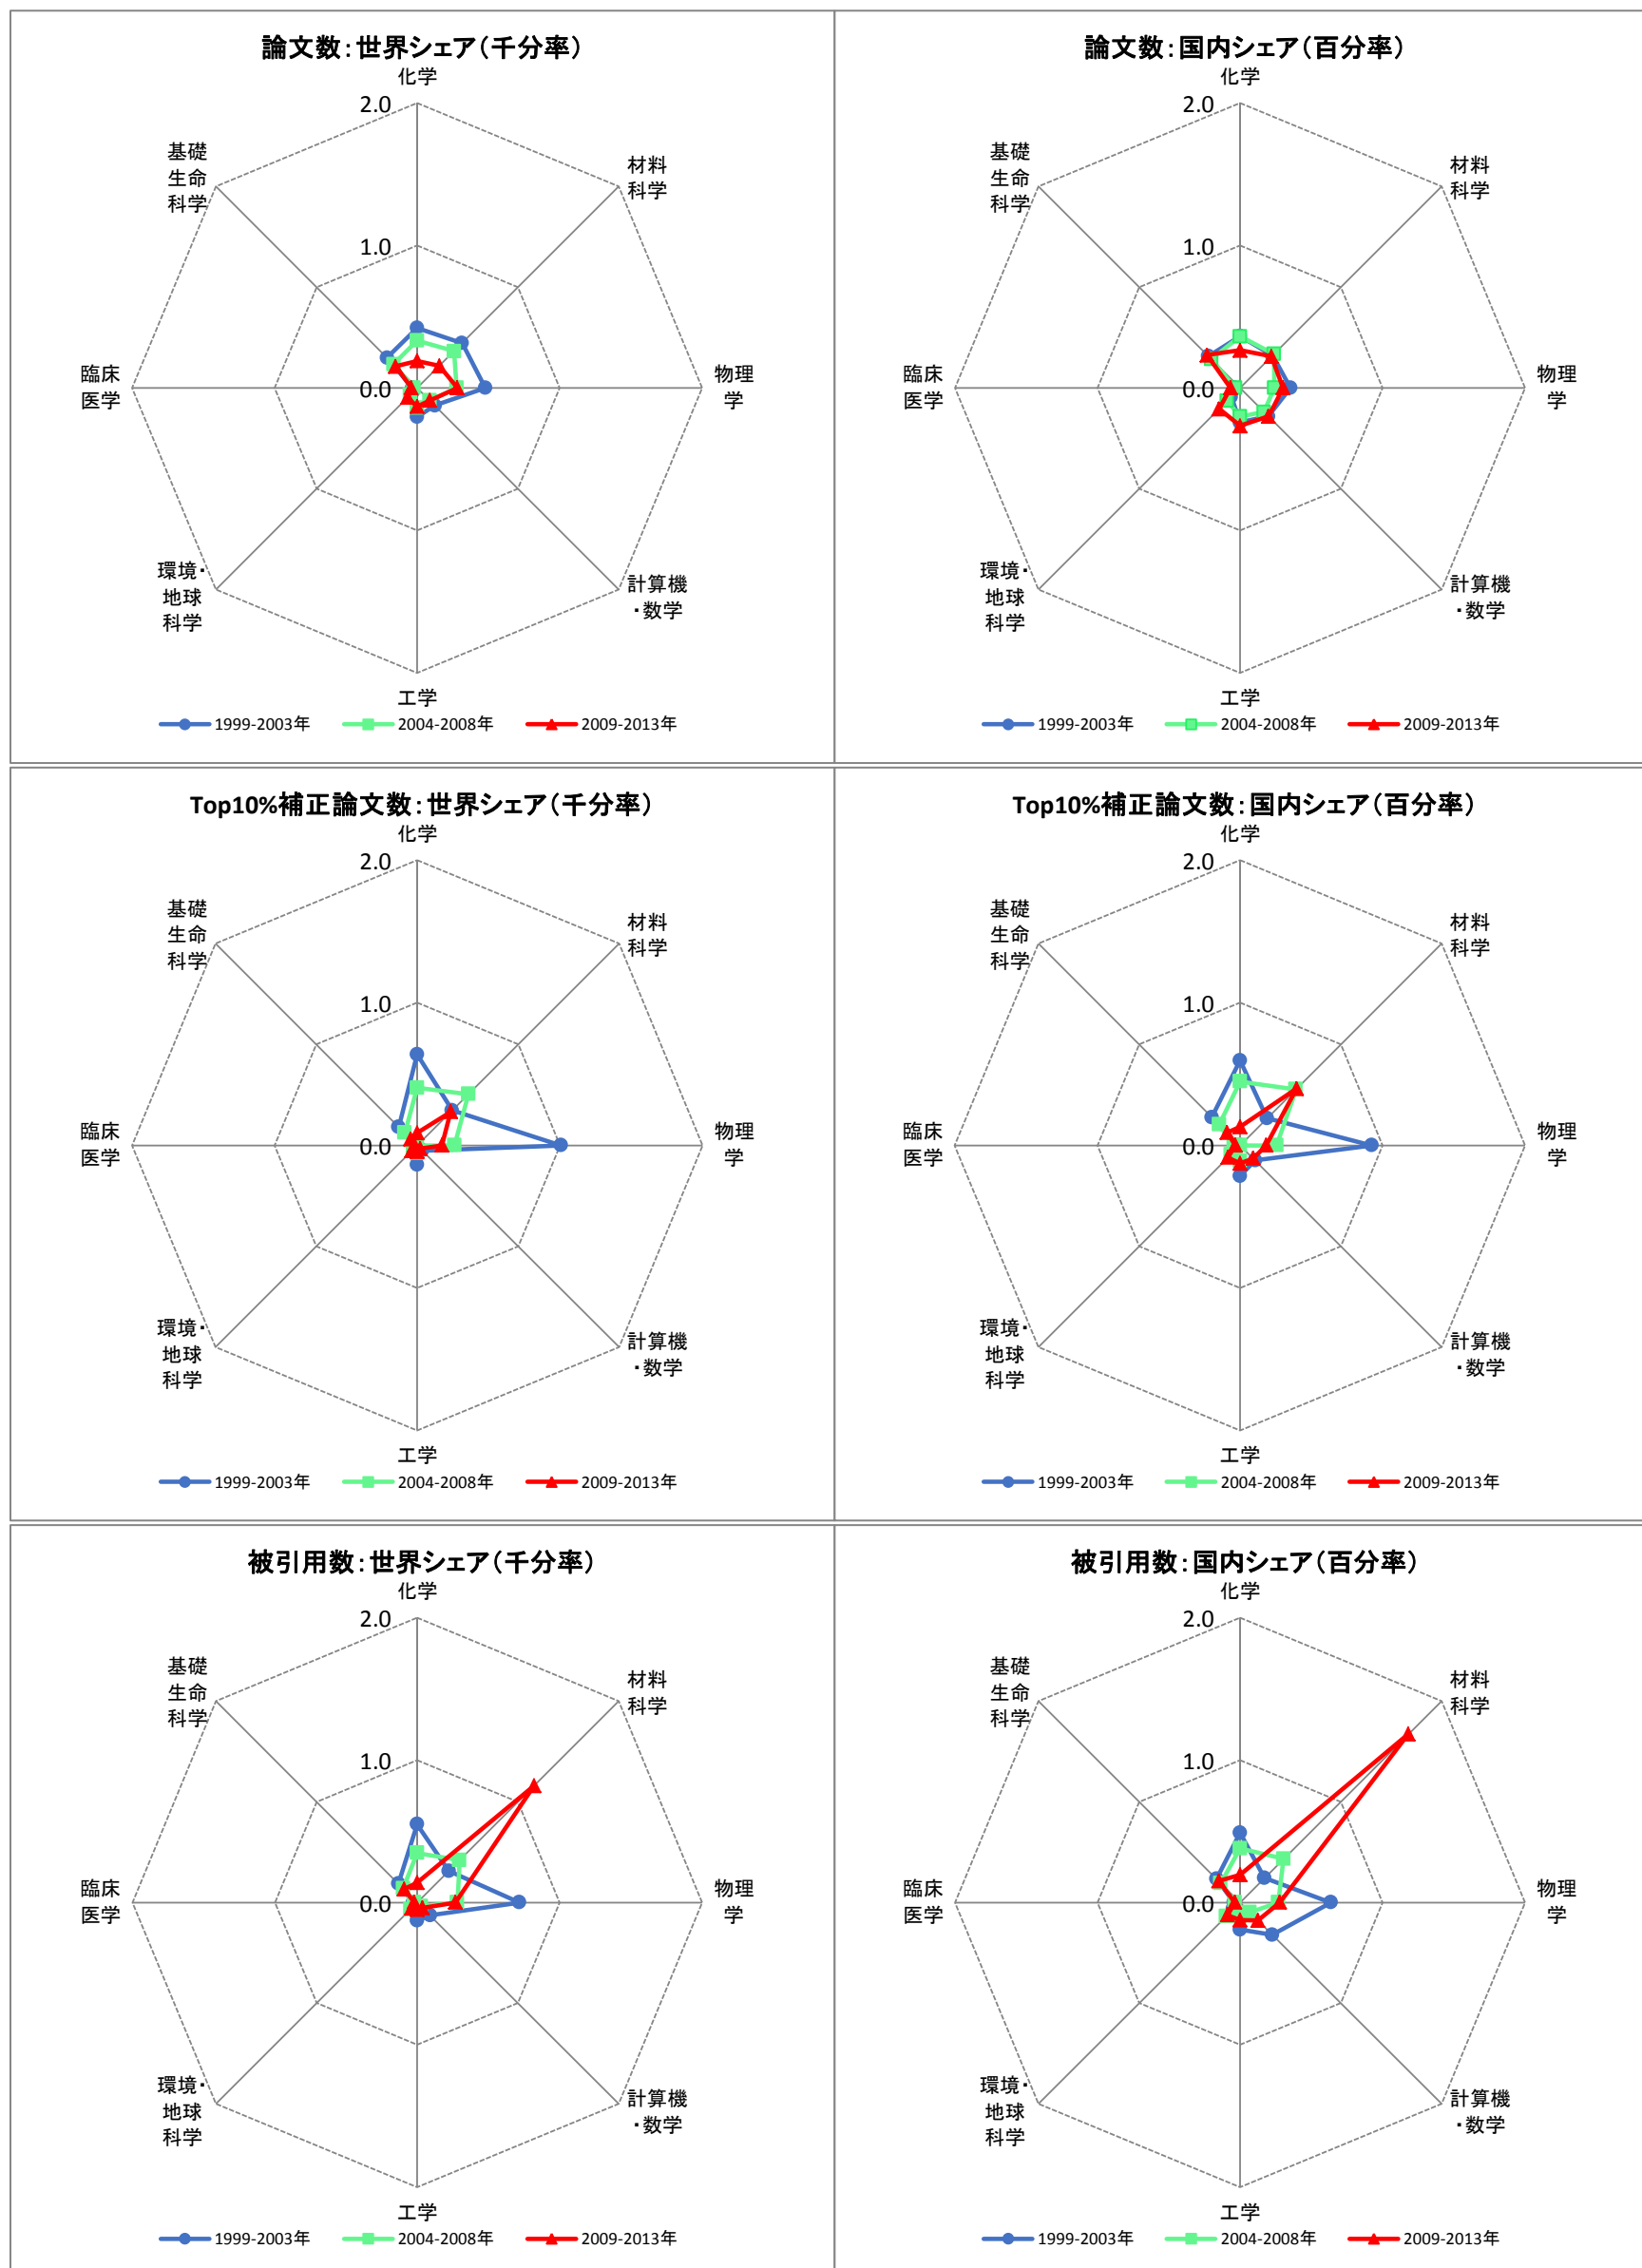 論文数：世界シェア（千分率）
化学
2.0
1.0
0.0
材料
科学
物理
学
計算機
・数学
工学
環境・
地球
科学
臨床
医学
基礎
生命
科学
1999-2003年
2004-2008年
2009-2013年
論文数：国内シェア（百分率）
化学
2.0
1.0
0.0
材料
科学
物理
学
計算機
・数学
工学
環境・
地球
科学
臨床
医学
基礎
生命
科学
1999-2003年
2004-2008年
2009-2013年
Top10%補正論文数：世界シェア（千分率）
化学
2.0
1.0
0.0
材料
科学
物理
学
計算機
・数学
工学
環境・
地球
科学
臨床
医学
基礎
生命
科学
1999-2003年
2004-2008年
2009-2013年
Top10%補正論文数：国内シェア（百分率）
化学
2.0
1.0
0.0
材料
科学
物理
学
計算機
・数学
工学
環境・
地球
科学
臨床
医学
基礎
生命
科学
1999-2003年
2004-2008年
2009-2013年
被引用数：世界シェア（千分率）
化学
2.0
1.0
0.0
材料
科学
物理
学
計算機
・数学
工学
環境・
地球
科学
臨床
医学
基礎
生命
科学
1999-2003年
2004-2008年
2009-2013年
被引用数：国内シェア（百分率）
化学
2.0
1.0
0.0
材料
科学
物理
学
計算機
・数学
工学
環境・
地球
科学
臨床
医学
基礎
生命
科学
1999-2003年
2004-2008年
2009-2013年